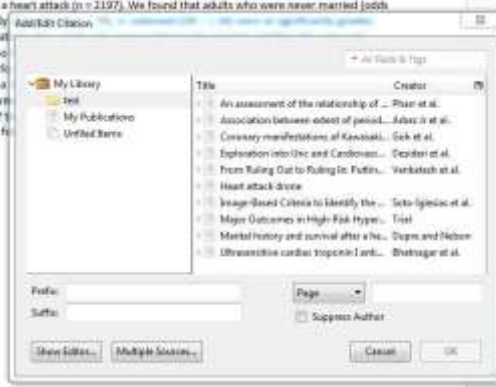 a heart attack (n = 2197). We found that adults who were never married [odds
Add/Edit Citation
All Fields & Tags
My Library
test
My Publications
Unfiled Items
Title Creator
An assessment of the relationship of ... Pharr et al.
Association between extent of period... et al.
Coronary manifestations of Kawasaki... et al.
Exploration into Uric and Cardiovasc... Desideri et al.
From Ruling Out to Ruling In: Puttin... Venkatesh et al.
Heart attack drone
Image-Based Criteria to Identify the ... Soto-Iglesias et al.
Major Outcomes in High-Risk Hyper... Trial
Marital history and survival after a he... Dupre and Nelson
Ultrasensitive cardiac troponin I anti... Bhatnagar et al.
Prefix:
Page
Suffix:
Suppress Author
Show Editor...
Multiple Sources...
Cancel
OK